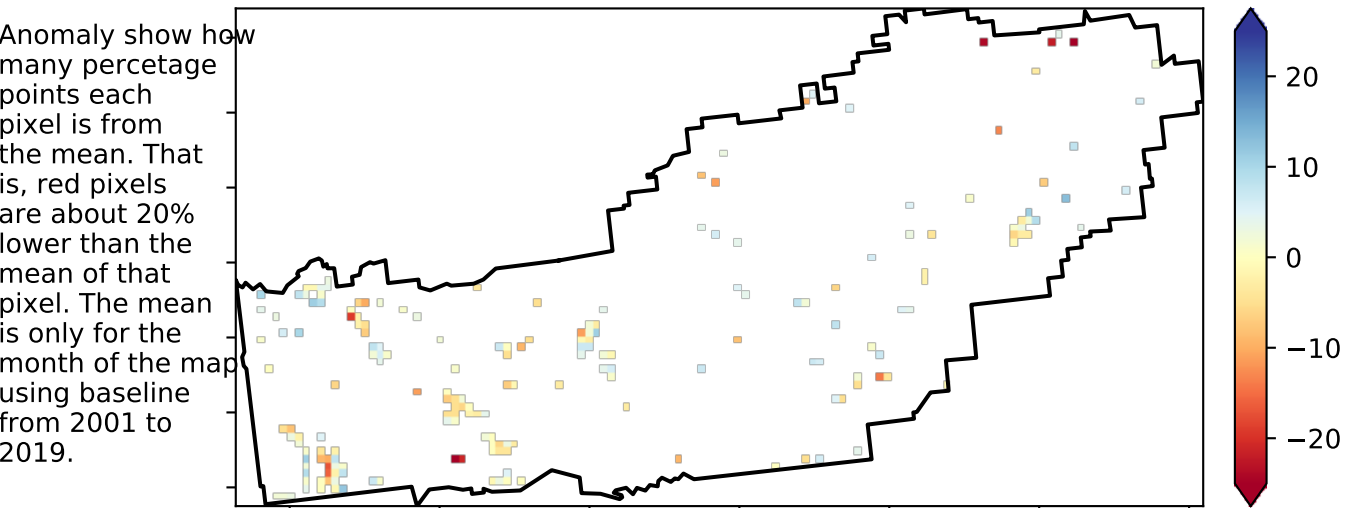 Anomaly show how
many percetage
points each
pixel is from
the mean. That
is, red pixels
are about 20%
lower than the
mean of that
pixel. The mean
is only for the
month of the map
using baseline
from 2001 to
2019.
20
10
0
−10
−20